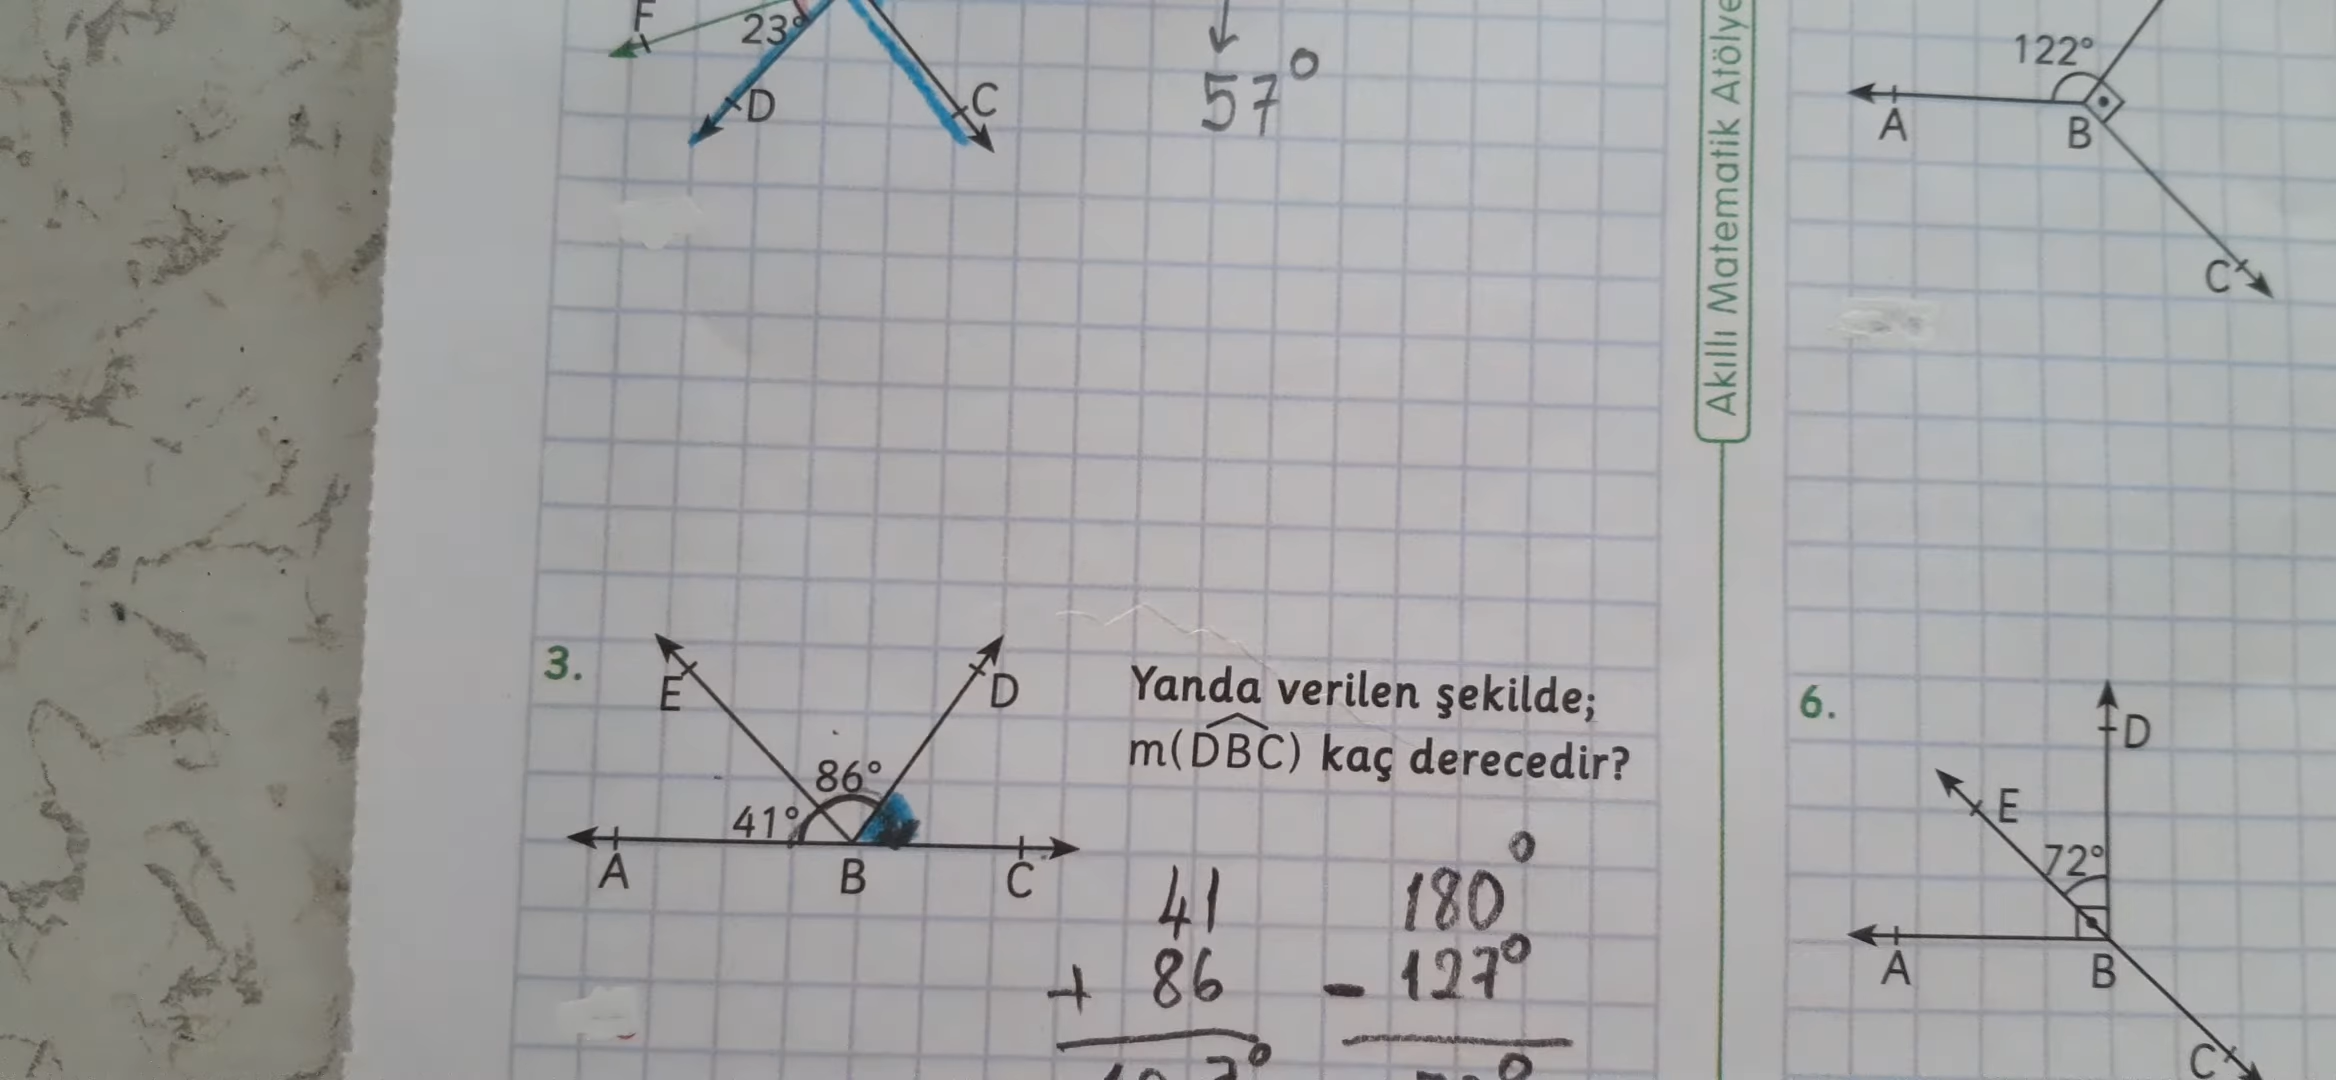 F
23°
D
C
57°
Akıllı Matematik Atölye
122°
A
B
C
3.
E
D
86°
41°
A
B
C
Yanda verilen şekilde;
m(DBC) kaç derecedir?
41
+ 86
180°
- 127°
6.
D
E
72°
A
B
C